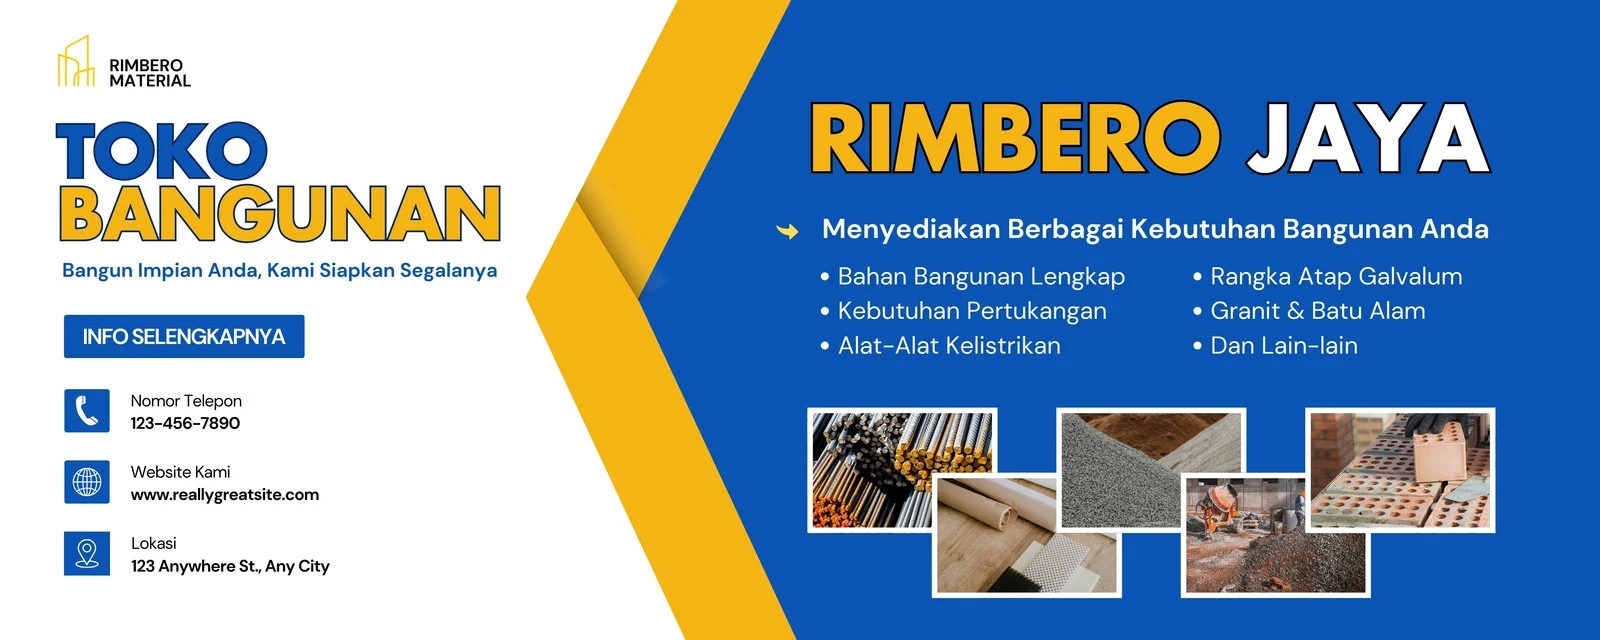 RIMBERO
MATERIAL
TOKO
BANGUNAN
Bangun Impian Anda, Kami Siapkan Segalanya
INFO SELENGKAPNYA
Nomor Telepon
123-456-7890
Website Kami
www.reallygreatsite.com
Lokasi
123 Anywhere St., Any City
RIMBERO JAYA
Menyediakan Berbagai Kebutuhan Bangunan Anda
• Bahan Bangunan Lengkap
• Kebutuhan Pertukangan
• Alat-Alat Kelistrikan
• Rangka Atap Galvalum
• Granit & Batu Alam
• Dan Lain-lain